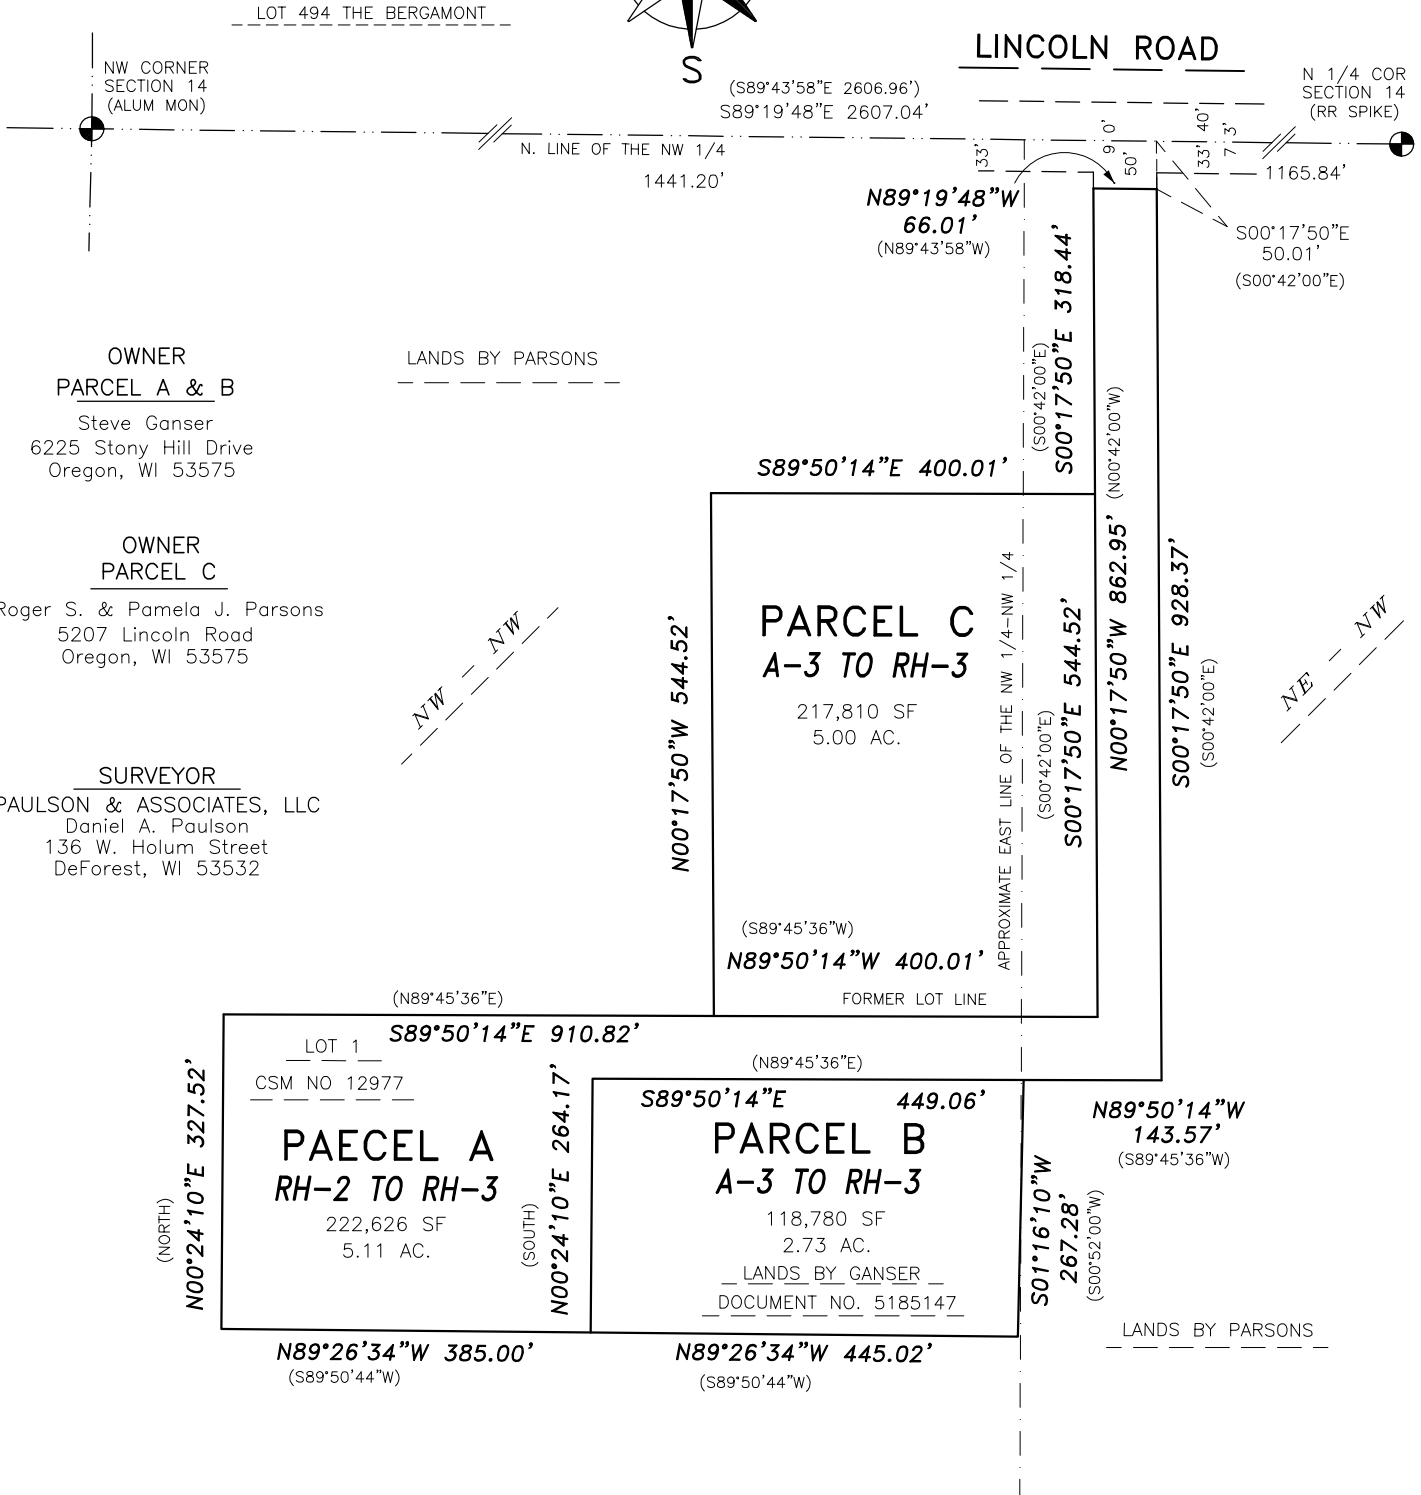 LOT 494 THE BERGAMONT
S
LINCOLN ROAD
NW CORNER
SECTION 14
(ALUM MON)
(S89°43'58"E 2606.96')
S89°19'48"E 2607.04'
N 1/4 COR
SECTION 14
(RR SPIKE)
N. LINE OF THE NW 1/4
1441.20'
33'
9 0'
50'
33' 40'
7 3'
1165.84'
N89°19'48"W
66.01'
(N89°43'58"W)
S00°17'50"E
50.01'
(S00°42'00"E)
(S00°42'00"E)
S00°17'50"E 318.44'
OWNER
PARCEL A & B
Steve Ganser
6225 Stony Hill Drive
Oregon, WI 53575
LANDS BY PARSONS
S89°50'14"E 400.01'
N00°17'50"W 862.95' (N00°42'00"W)
S00°17'50"E 928.37'
(S00°42'00"E)
OWNER
PARCEL C
Roger S. & Pamela J. Parsons
5207 Lincoln Road
Oregon, WI 53575
NW - NW
NE - NW
N00°17'50"W 544.52'
PARCEL C
A-3 TO RH-3
217,810 SF
5.00 AC.
APPROXIMATE EAST LINE OF THE NW 1/4-NW 1/4
(S00°42'00"E)
S00°17'50"E 544.52'
SURVEYOR
PAULSON & ASSOCIATES, LLC
Daniel A. Paulson
136 W. Holum Street
DeForest, WI 53532
(S89°45'36"W)
N89°50'14"W 400.01'
FORMER LOT LINE
(N89°45'36"E)
S89°50'14"E 910.82'
LOT 1
CSM NO 12977
(N89°45'36"E)
S89°50'14"E 449.06'
N89°50'14"W
143.57'
(S89°45'36"W)
(NORTH)
N00°24'10"E 327.52'
PAECEL A
RH-2 TO RH-3
222,626 SF
5.11 AC.
(SOUTH)
N00°24'10"E 264.17'
PARCEL B
A-3 TO RH-3
118,780 SF
2.73 AC.
LANDS BY GANSER
DOCUMENT NO. 5185147
S01°16'10"W
267.28'
(S00°52'00"W)
LANDS BY PARSONS
N89°26'34"W 385.00'
(S89°50'44"W)
N89°26'34"W 445.02'
(S89°50'44"W)